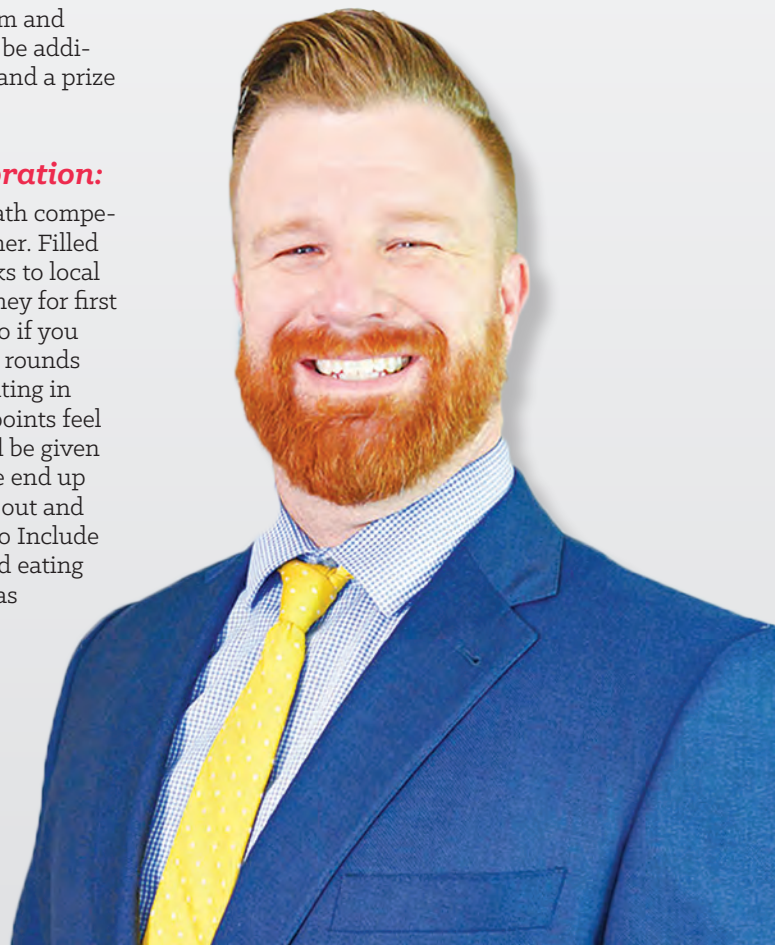 m and
be addi-
and a prize
oration:
ath compe-
ner. Filled
ks to local
ney for first
o if you
rounds
ting in
points feel
l be given
e end up
out and
o Include
d eating
as